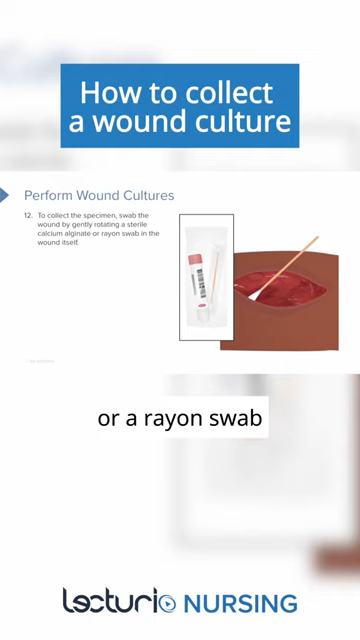 How to collect
a wound culture
Perform Wound Cultures
12. To collect the specimen, swab the
wound by gently rotating a sterile
calcium alginate or rayon swab in the
wound itself.
or a rayon swab
Lecturio NURSING